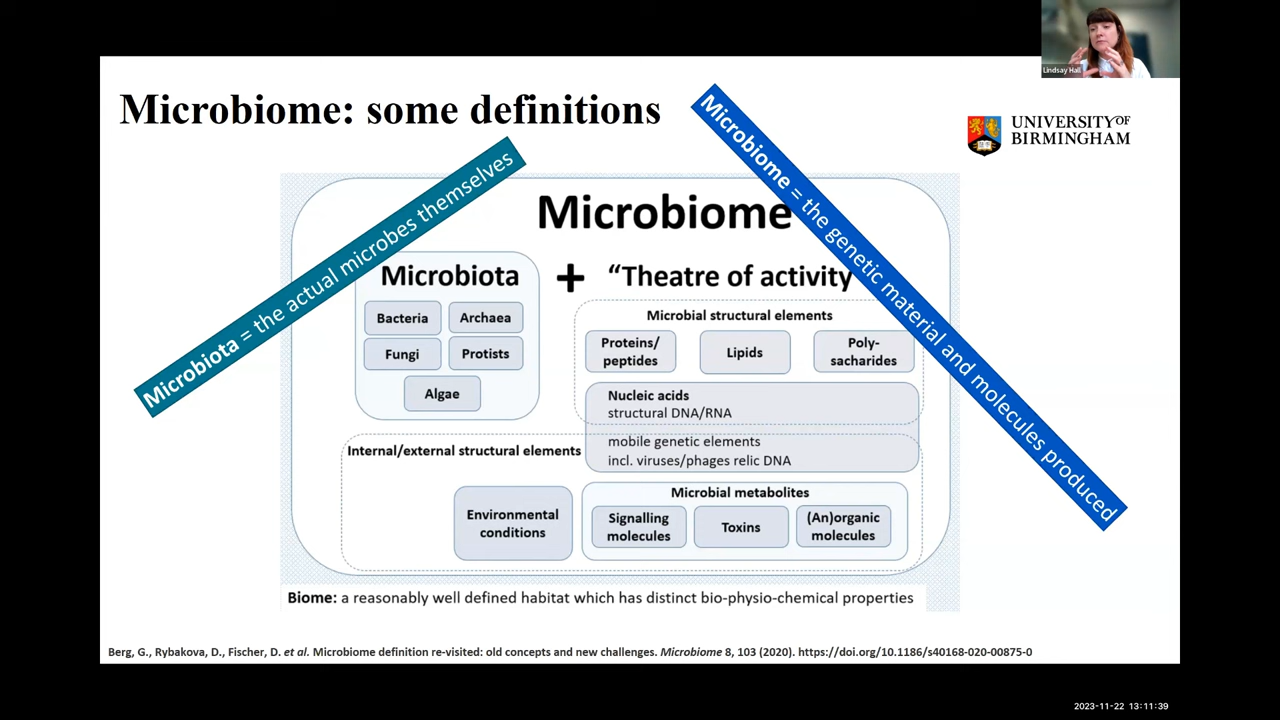 Lindsay Hall
Microbiome: some definitions
UNIVERSITY OF
BIRMINGHAM
Microbiota = the actual microbes themselves
Microbiome = the genetic material and molecules produced
Microbiome
Microbiota
+
“Theatre of activity
Bacteria
Archaea
Fungi
Protists
Algae
Microbial structural elements
Proteins/
peptides
Lipids
Poly-
sacharides
Nucleic acids
structural DNA/RNA
mobile genetic elements
incl. viruses/phages relic DNA
Internal/external structural elements
Environmental
conditions
Microbial metabolites
Signalling
molecules
Toxins
(An)organic
molecules
Biome: a reasonably well defined habitat which has distinct bio-physio-chemical properties
Berg, G., Rybakova, D., Fischer, D. et al. Microbiome definition re-visited: old concepts and new challenges. Microbiome 8, 103 (2020). https://doi.org/10.1186/s40168-020-00875-0
2023-11-22 13:11:39